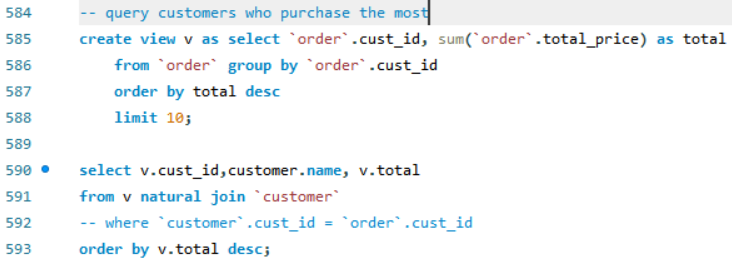 584 -- query customers who purchase the most
585 create view v as select `order`.cust_id, sum(`order`.total_price) as total
586 from `order` group by `order`.cust_id
587 order by total desc
588 limit 10;
589
590 select v.cust_id,customer.name, v.total
591 from v natural join `customer`
592 -- where `customer`.cust_id = `order`.cust_id
593 order by v.total desc;